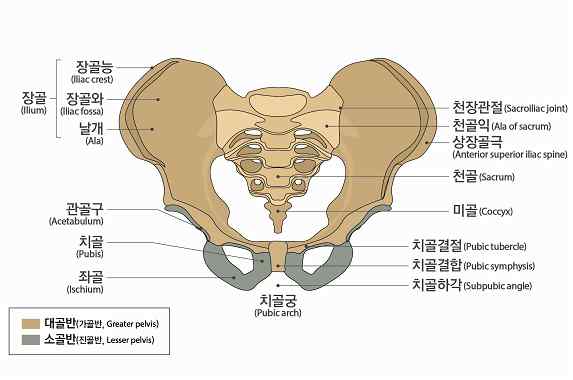 장골능
(Iliac crest)
장골
(Ilium)
장골와
(Iliac fossa)
날개
(Ala)
관골구
(Acetabulum)
치골
(Pubis)
좌골
(Ischium)
천장관절(Sacroiliac joint)
천골익(Ala of sacrum)
상장골극
(Anterior superior iliac spine)
천골(Sacrum)
미골(Coccyx)
치골결절(Pubic tubercle)
치골결합(Pubic symphysis)
치골하각(Subpubic angle)
치골궁
(Pubic arch)
대골반(가골반, Greater pelvis)
소골반(진골반, Lesser pelvis)